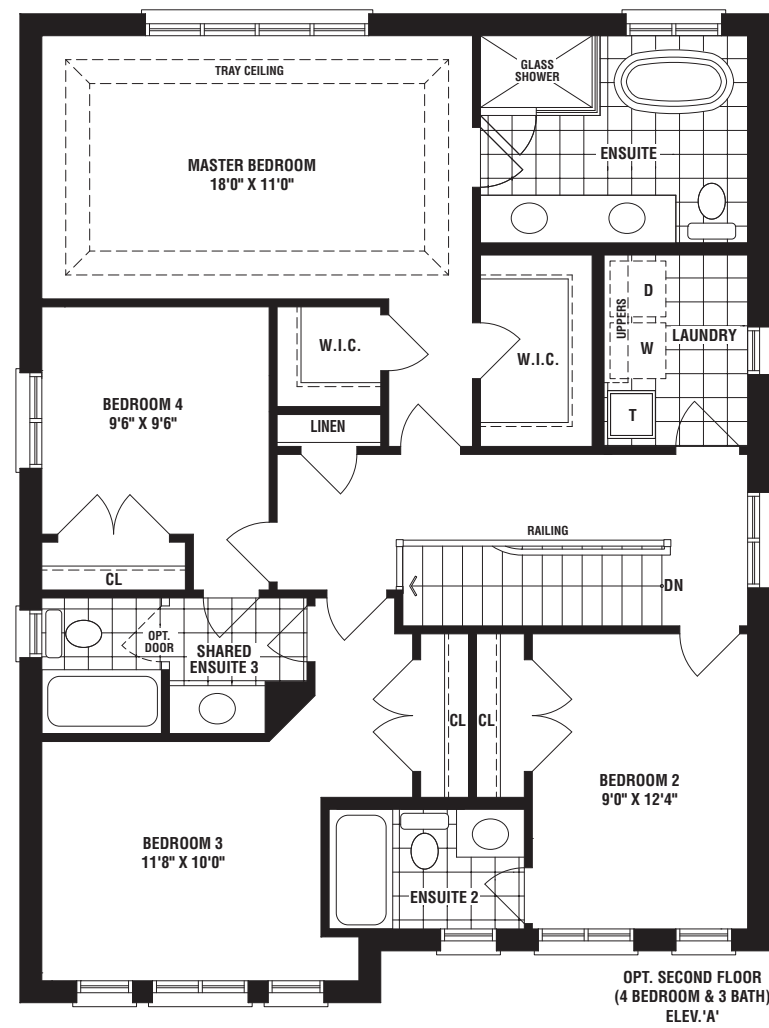 TRAY CEILING
MASTER BEDROOM
18'0" X 11'0"
GLASS
SHOWER
ENSUITE
W.I.C.
W.I.C.
UPPERS
D
W
T
LAUNDRY
BEDROOM 4
9'6" X 9'6"
LINEN
CL
RAILING
DN
OPT.
DOOR
SHARED
ENSUITE 3
CL
CL
BEDROOM 2
9'0" X 12'4"
BEDROOM 3
11'8" X 10'0"
ENSUITE 2
OPT. SECOND FLOOR
(4 BEDROOM & 3 BATH)
ELEV.'A'